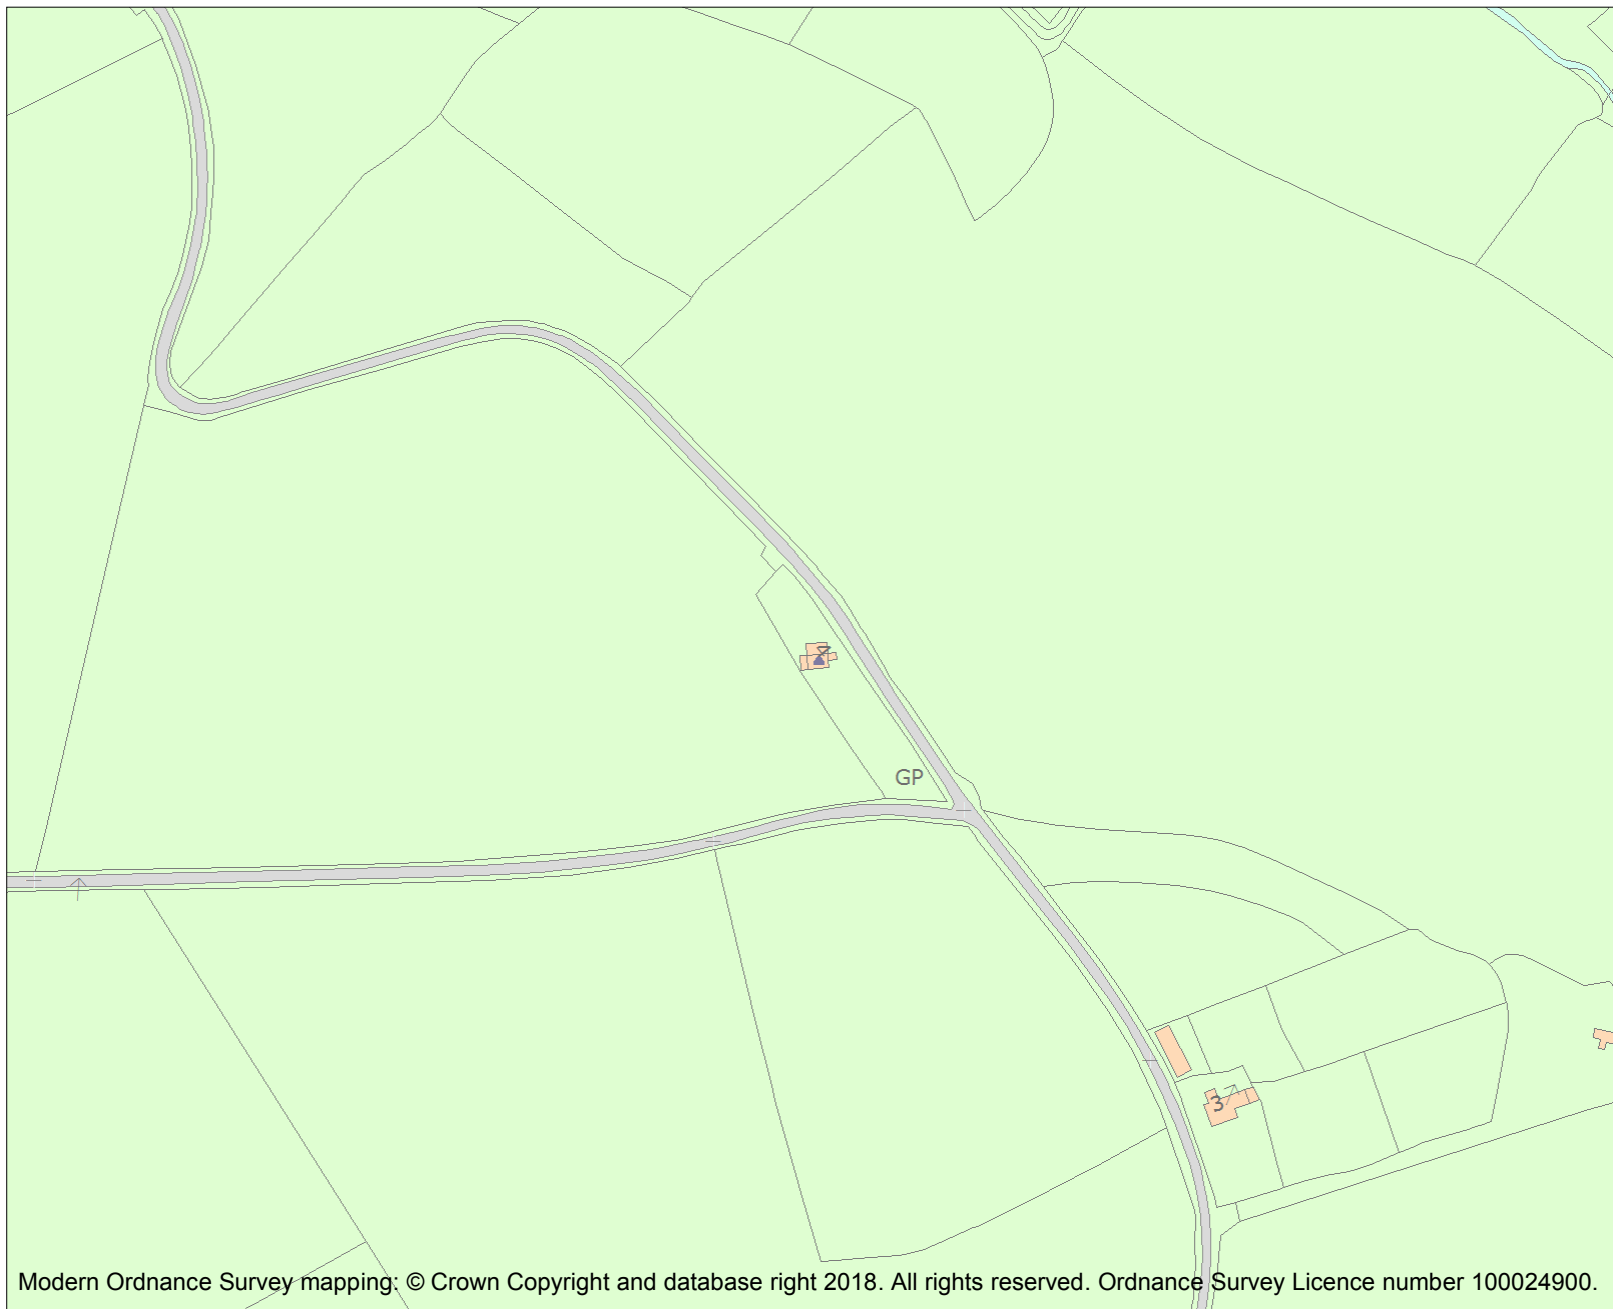 GP
3
Modern Ordnance Survey mapping: © Crown Copyright and database right 2018. All rights reserved. Ordnance Survey Licence number 100024900.